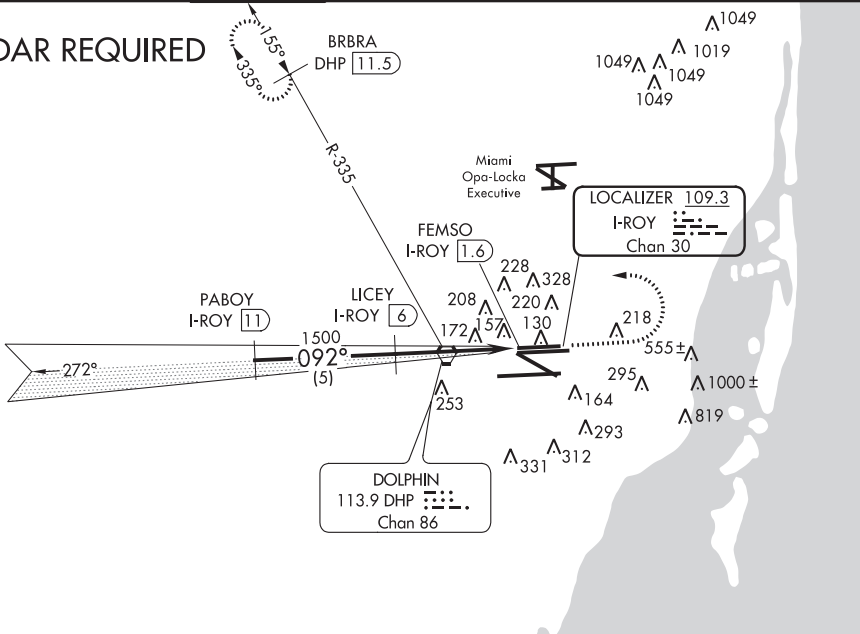 DAR REQUIRED
BRBRA
DHP 11.5
155°
335°
R-335
1049
1019
1049
1049
1049
Miami
Opa-Locka
Executive
LOCALIZER 109.3
I-ROY
Chan 30
FEMSO
I-ROY 1.6
228
328
208
220
172
157
130
218
PABOY
I-ROY 11
LICEY
I-ROY 6
1500
092°
(5)
272°
555±
295
1000±
253
164
819
293
331
312
DOLPHIN
113.9 DHP
Chan 86